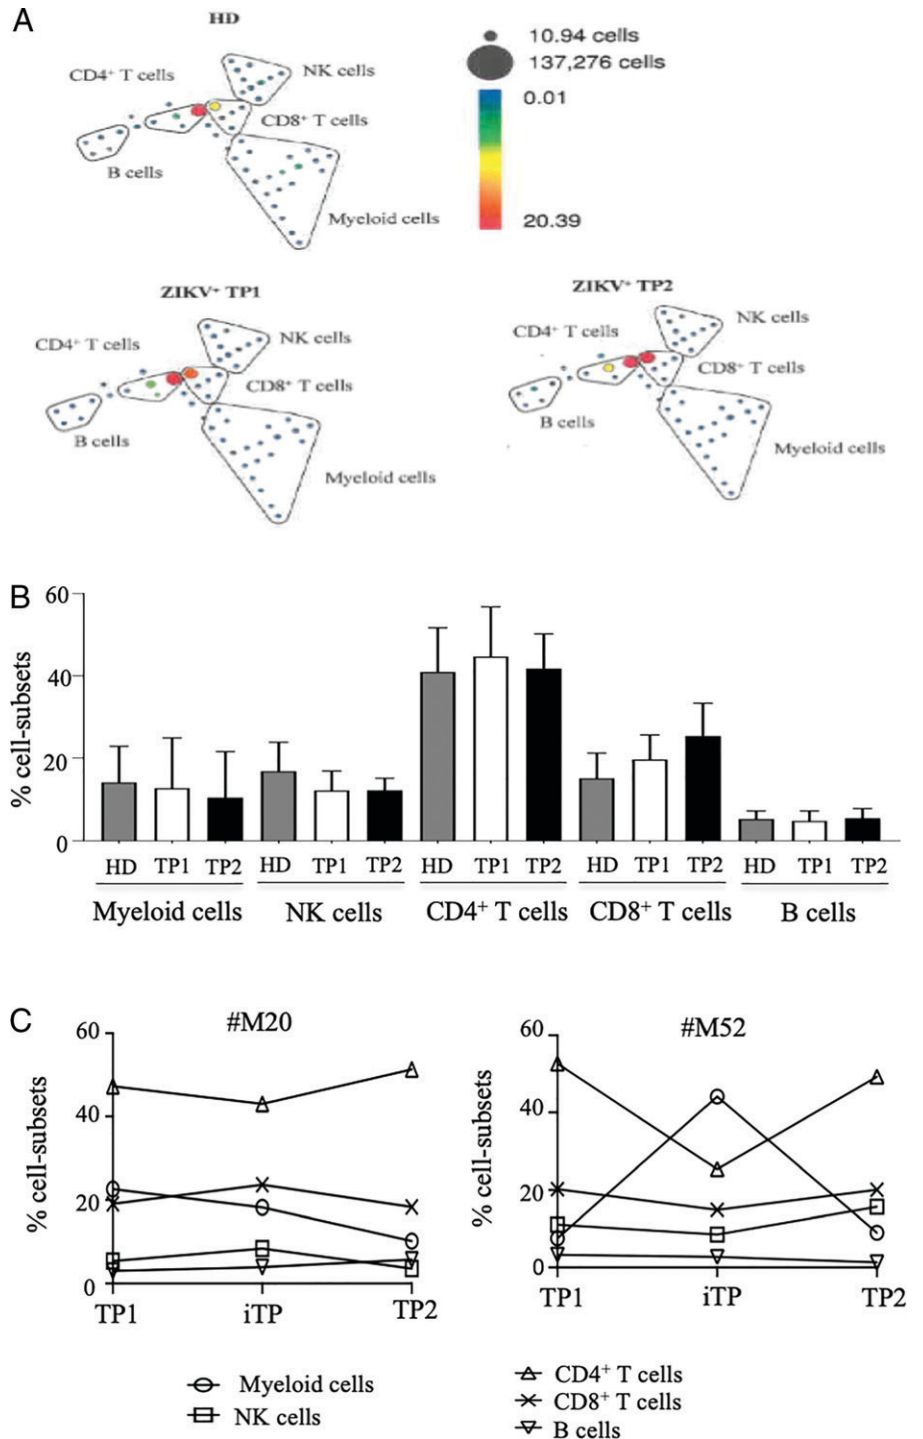 A
HD
10.94 cells
137,276 cells
CD4⁺ T cells
NK cells
0.01
CD8⁺ T cells
B cells
Myeloid cells
20.39
ZIKV⁺ TP1
ZIKV⁺ TP2
CD4⁺ T cells
NK cells
CD8⁺ T cells
B cells
Myeloid cells
CD4⁺ T cells
NK cells
CD8⁺ T cells
B cells
Myeloid cells
B
% cell-subsets
60
40
20
0
HD TP1 TP2 HD TP1 TP2 HD TP1 TP2 HD TP1 TP2 HD TP1 TP2
Myeloid cells NK cells CD4⁺ T cells CD8⁺ T cells B cells
C
#M20
% cell-subsets
60
40
20
0
TP1 iTP TP2
#M52
% cell-subsets
60
40
20
0
TP1 iTP TP2
Myeloid cells
NK cells
CD4⁺ T cells
CD8⁺ T cells
B cells